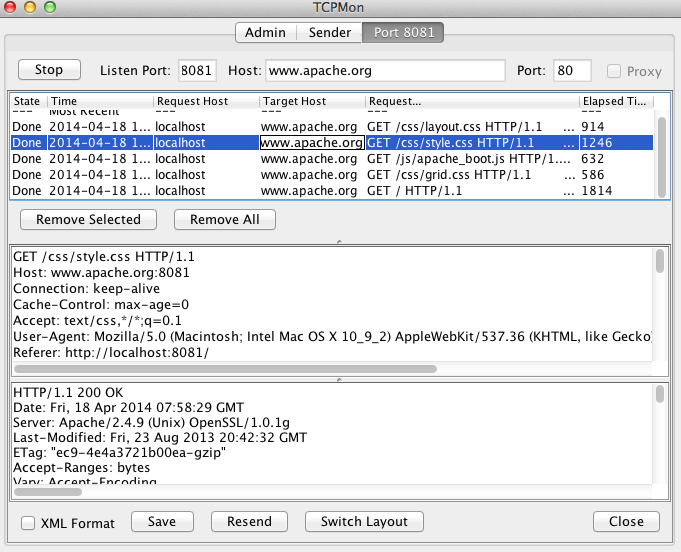 TCPMon
Admin Sender Port 8081
Stop Listen Port: 8081 Host: www.apache.org Port: 80 Proxy
State Time Request Host Target Host Request... Elapsed Ti...
--- Most Recent --- --- --- ---
Done 2014-04-18 1... localhost www.apache.org GET /css/layout.css HTTP/1.1 ... 914
Done 2014-04-18 1... localhost www.apache.org GET /css/style.css HTTP/1.1 ... 1246
Done 2014-04-18 1... localhost www.apache.org GET /js/apache_boot.js HTTP/1.... 632
Done 2014-04-18 1... localhost www.apache.org GET /css/grid.css HTTP/1.1 ... 586
Done 2014-04-18 1... localhost www.apache.org GET / HTTP/1.1 ... 1814
Remove Selected Remove All
GET /css/style.css HTTP/1.1
Host: www.apache.org:8081
Connection: keep-alive
Cache-Control: max-age=0
Accept: text/css,*/*;q=0.1
User-Agent: Mozilla/5.0 (Macintosh; Intel Mac OS X 10_9_2) AppleWebKit/537.36 (KHTML, like Gecko)
Referer: http://localhost:8081/
HTTP/1.1 200 OK
Date: Fri, 18 Apr 2014 07:58:29 GMT
Server: Apache/2.4.9 (Unix) OpenSSL/1.0.1g
Last-Modified: Fri, 23 Aug 2013 20:42:32 GMT
ETag: "ec9-4e4a3721b00ea-gzip"
Accept-Ranges: bytes
Vary: Accept-Encoding
XML Format Save Resend Switch Layout Close